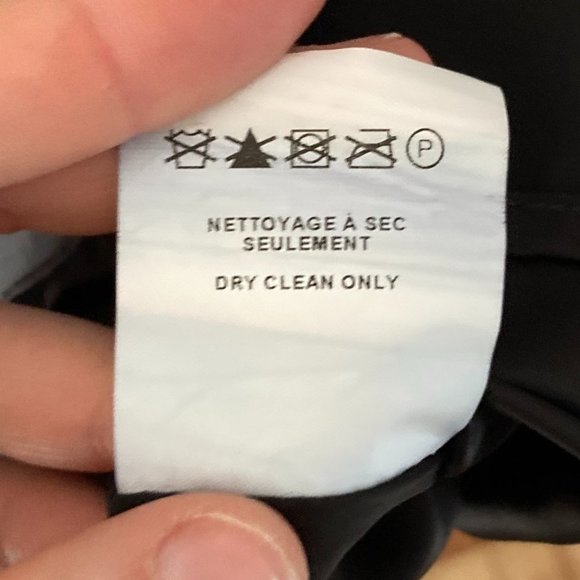 P
NETTOYAGE À SEC
SEULEMENT
DRY CLEAN ONLY